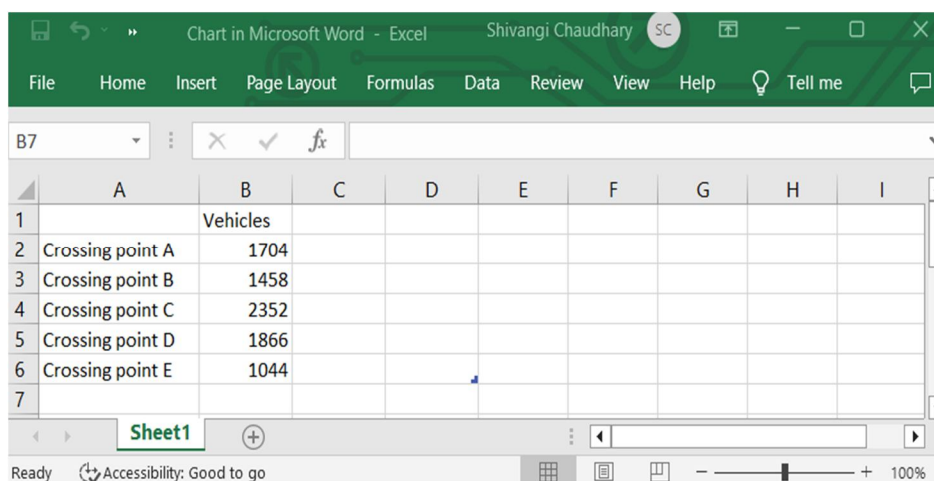 Chart in Microsoft Word - Excel Shivangi Chaudhary SC
File Home Insert Page Layout Formulas Data Review View Help Tell me
B7 fx
A B C D E F G H I
1 Vehicles
2 Crossing point A 1704
3 Crossing point B 1458
4 Crossing point C 2352
5 Crossing point D 1866
6 Crossing point E 1044
7
Sheet1
Ready Accessibility: Good to go 100%